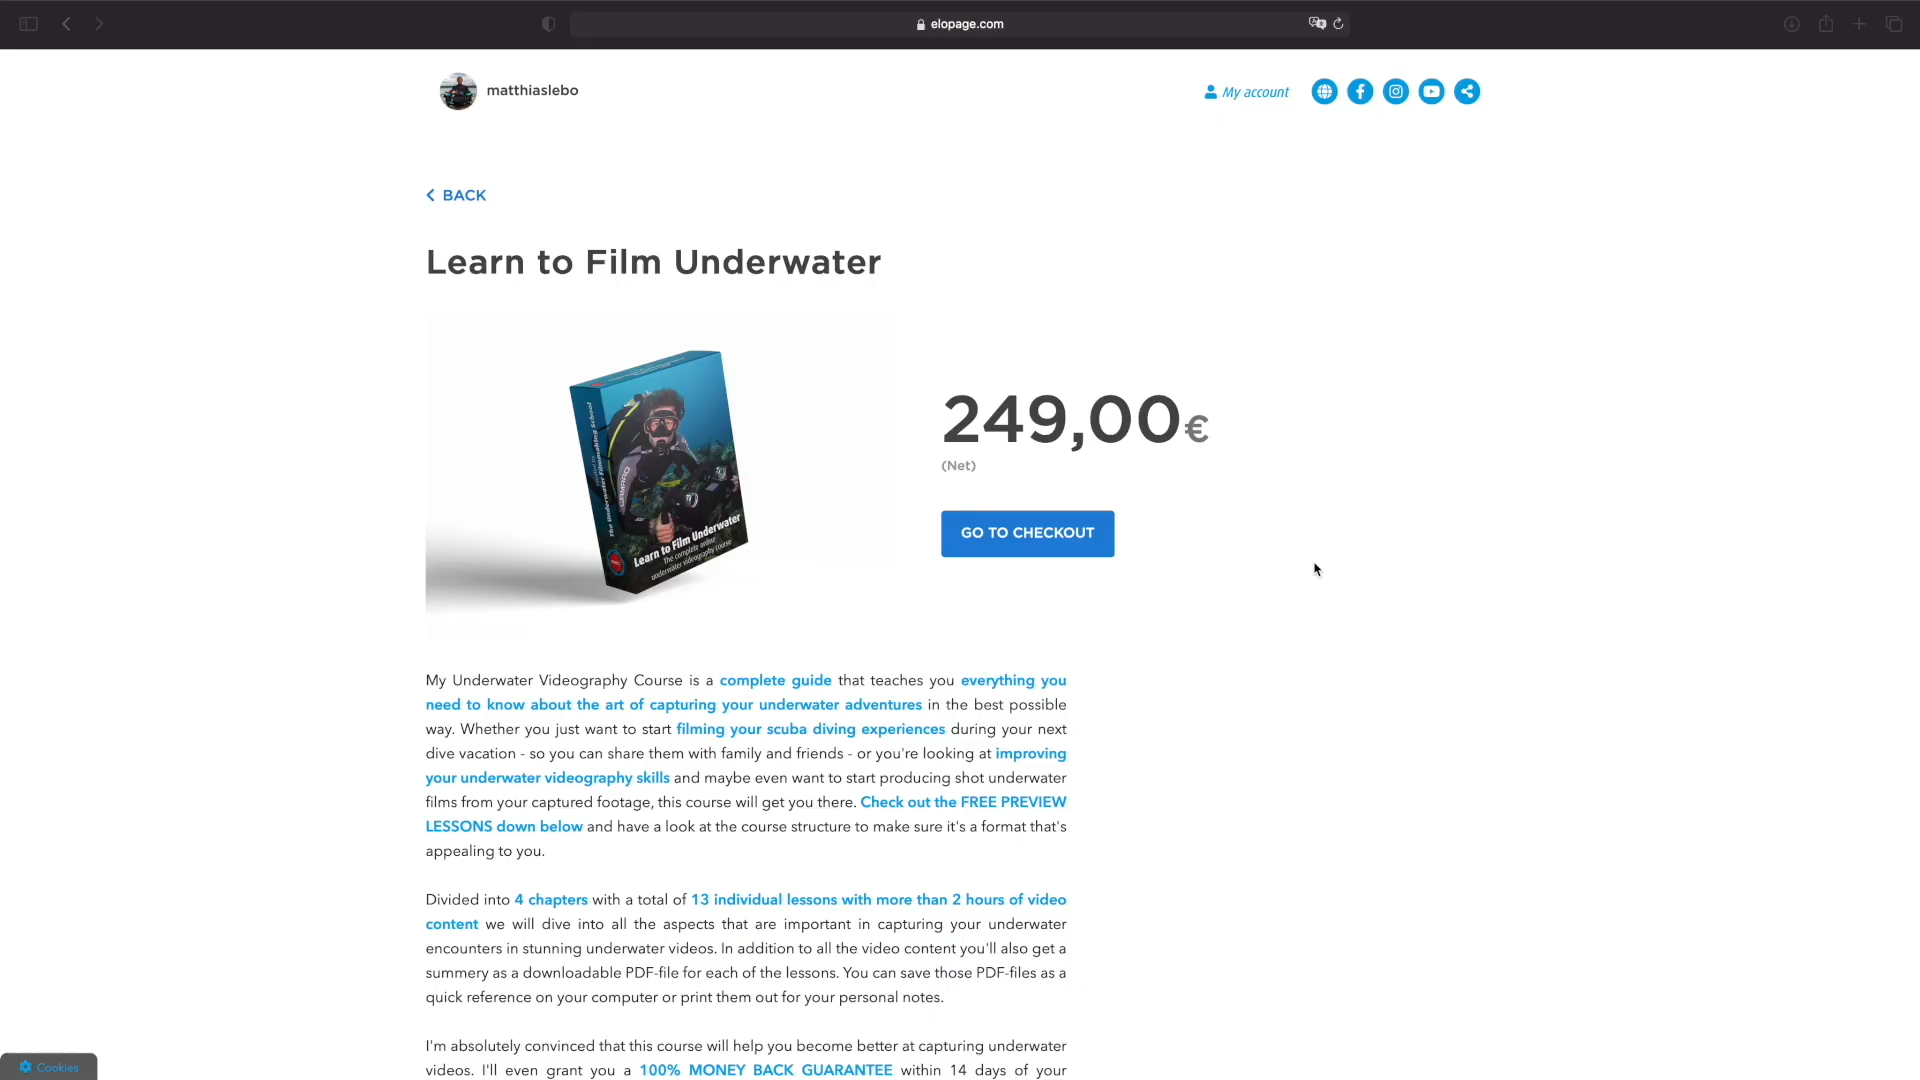 elopage.com
matthiaslebo
My account
BACK
Learn to Film Underwater
The Underwater Filmmaking School
Learn to Film Underwater
The complete online
underwater videography course
249,00€
(Net)
GO TO CHECKOUT
My Underwater Videography Course is a complete guide that teaches you everything you
need to know about the art of capturing your underwater adventures in the best possible
way. Whether you just want to start filming your scuba diving experiences during your next
dive vacation - so you can share them with family and friends - or you're looking at improving
your underwater videography skills and maybe even want to start producing shot underwater
films from your captured footage, this course will get you there. Check out the FREE PREVIEW
LESSONS down below and have a look at the course structure to make sure it's a format that's
appealing to you.
Divided into 4 chapters with a total of 13 individual lessons with more than 2 hours of video
content we will dive into all the aspects that are important in capturing your underwater
encounters in stunning underwater videos. In addition to all the video content you'll also get a
summery as a downloadable PDF-file for each of the lessons. You can save those PDF-files as a
quick reference on your computer or print them out for your personal notes.
I'm absolutely convinced that this course will help you become better at capturing underwater
videos. I'll even grant you a 100% MONEY BACK GUARANTEE within 14 days of your
Cookies